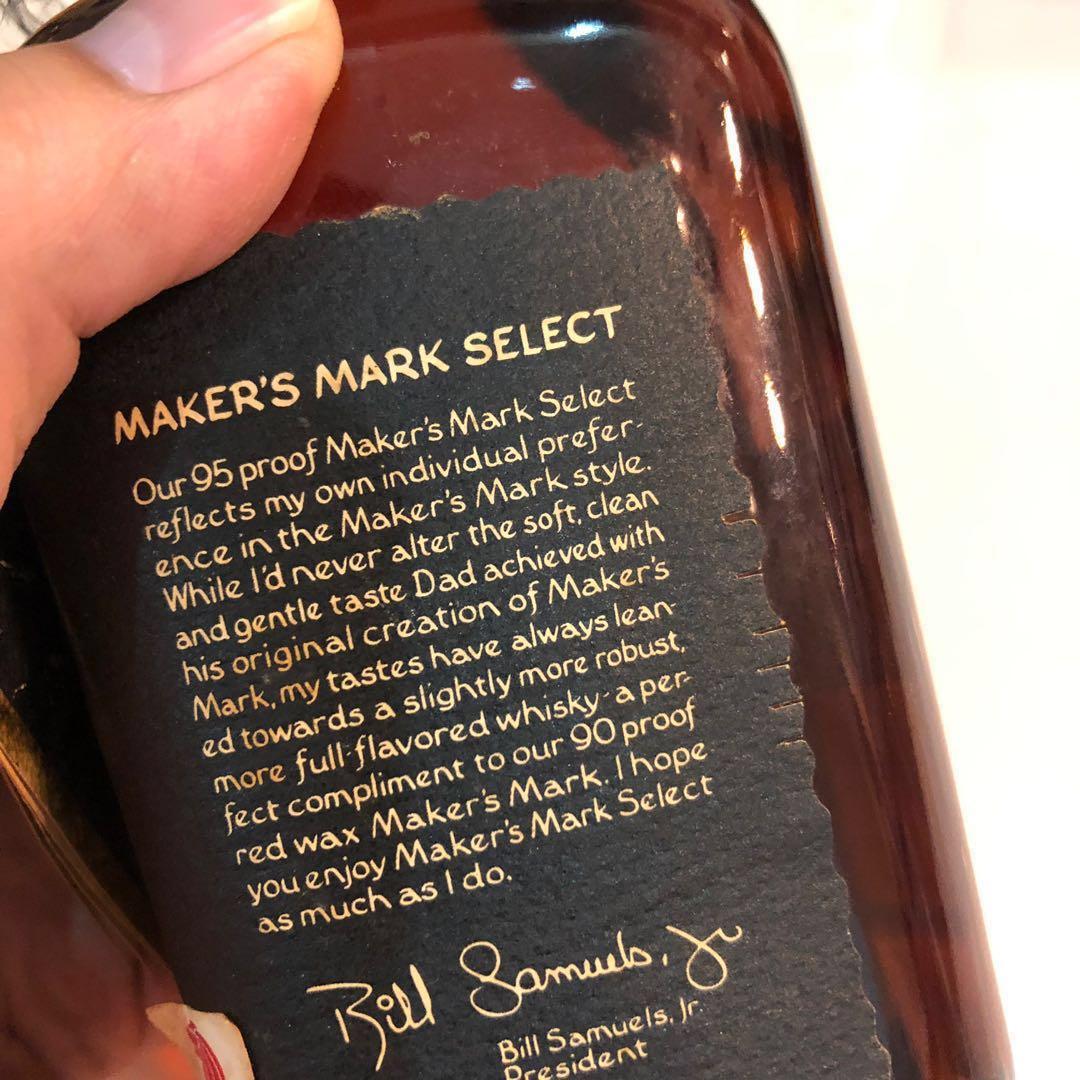 MAKER'S MARK SELECT
Our 95 proof Maker's Mark Select
reflects my own individual prefer-
ence in the Maker's Mark style.
While I'd never alter the soft, clean
and gentle taste Dad achieved with
his original creation of Maker's
Mark, my tastes have always lean-
ed towards a slightly more robust,
more full-flavored whisky-a per-
fect compliment to our 90 proof
red wax Maker's Mark. I hope
you enjoy Maker's Mark Select
as much as I do.
Bill Samuels, Jr
Bill Samuels, Jr.
President